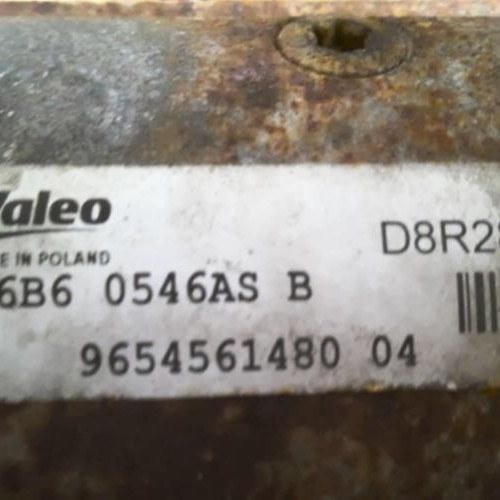 Valeo
D8R2
E IN POLAND
6B6 0546AS B
9654561480 04